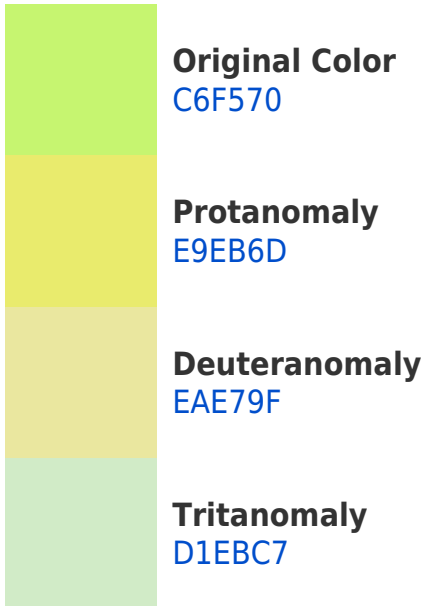 Original Color
C6F570
Protanomaly
E9EB6D
Deuteranomaly
EAE79F
Tritanomaly
D1EBC7